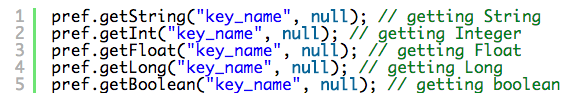 1 pref.getString("key_name", null); // getting String
2 pref.getInt("key_name", null); // getting Integer
3 pref.getFloat("key_name", null); // getting Float
4 pref.getLong("key_name", null); // getting Long
5 pref.getBoolean("key_name", null); // getting boolean